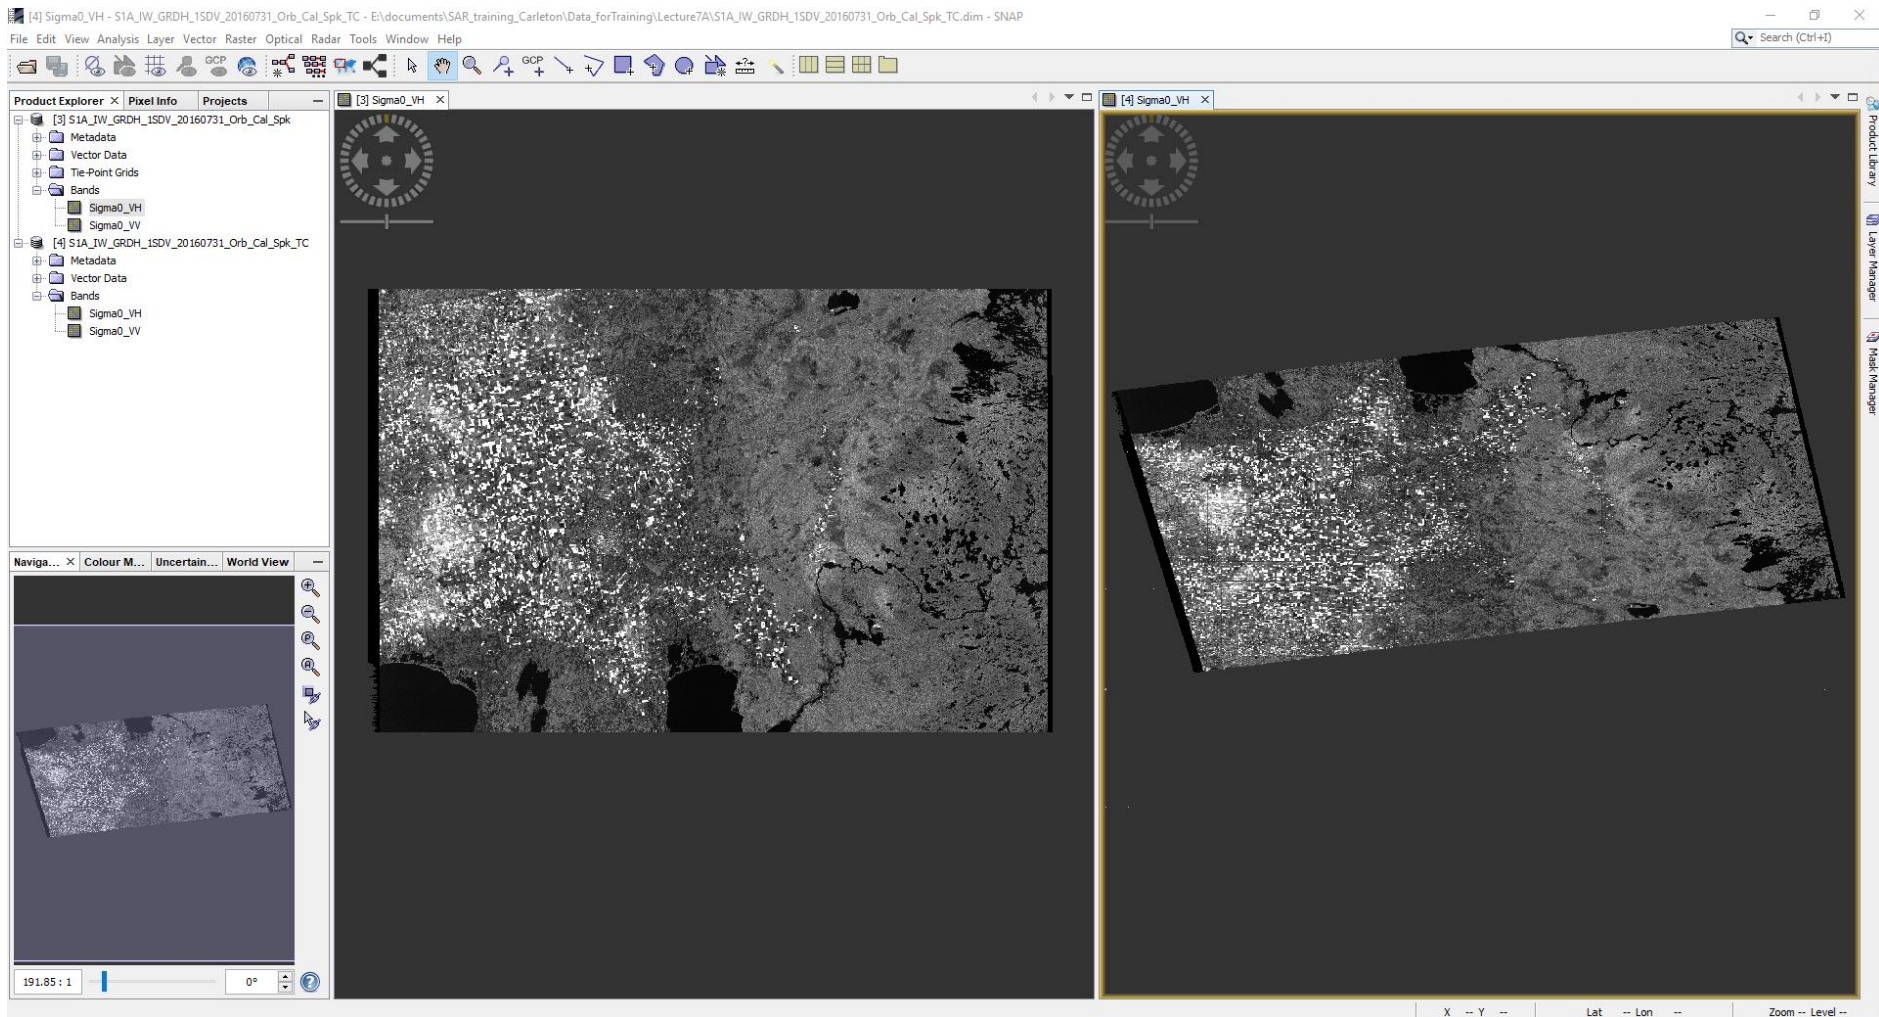 [4] Sigma0_VH - S1A_IW_GRDH_1SDV_20160731_Orb_Cal_Spk_TC - E:\documents\SAR_training_Carleton\Data_forTraining\Lecture7A\S1A_IW_GRDH_1SDV_20160731_Orb_Cal_Spk_TC.dim - SNAP
File Edit View Analysis Layer Vector Raster Optical Radar Tools Window Help
Search (Ctrl+I)
GCP
GCP
Product Explorer Pixel Info Projects
[3] S1A_IW_GRDH_1SDV_20160731_Orb_Cal_Spk
Metadata
Vector Data
Tie-Point Grids
Bands
Sigma0_VH
Sigma0_VV
[4] S1A_IW_GRDH_1SDV_20160731_Orb_Cal_Spk_TC
Metadata
Vector Data
Bands
Sigma0_VH
Sigma0_VV
Naviga... Colour M... Uncertain... World View
191.85 : 1 0°
[3] Sigma0_VH
[4] Sigma0_VH
Product Library
Layer Manager
Mask Manager
X -- Y -- Lat -- Lon -- Zoom -- Level --